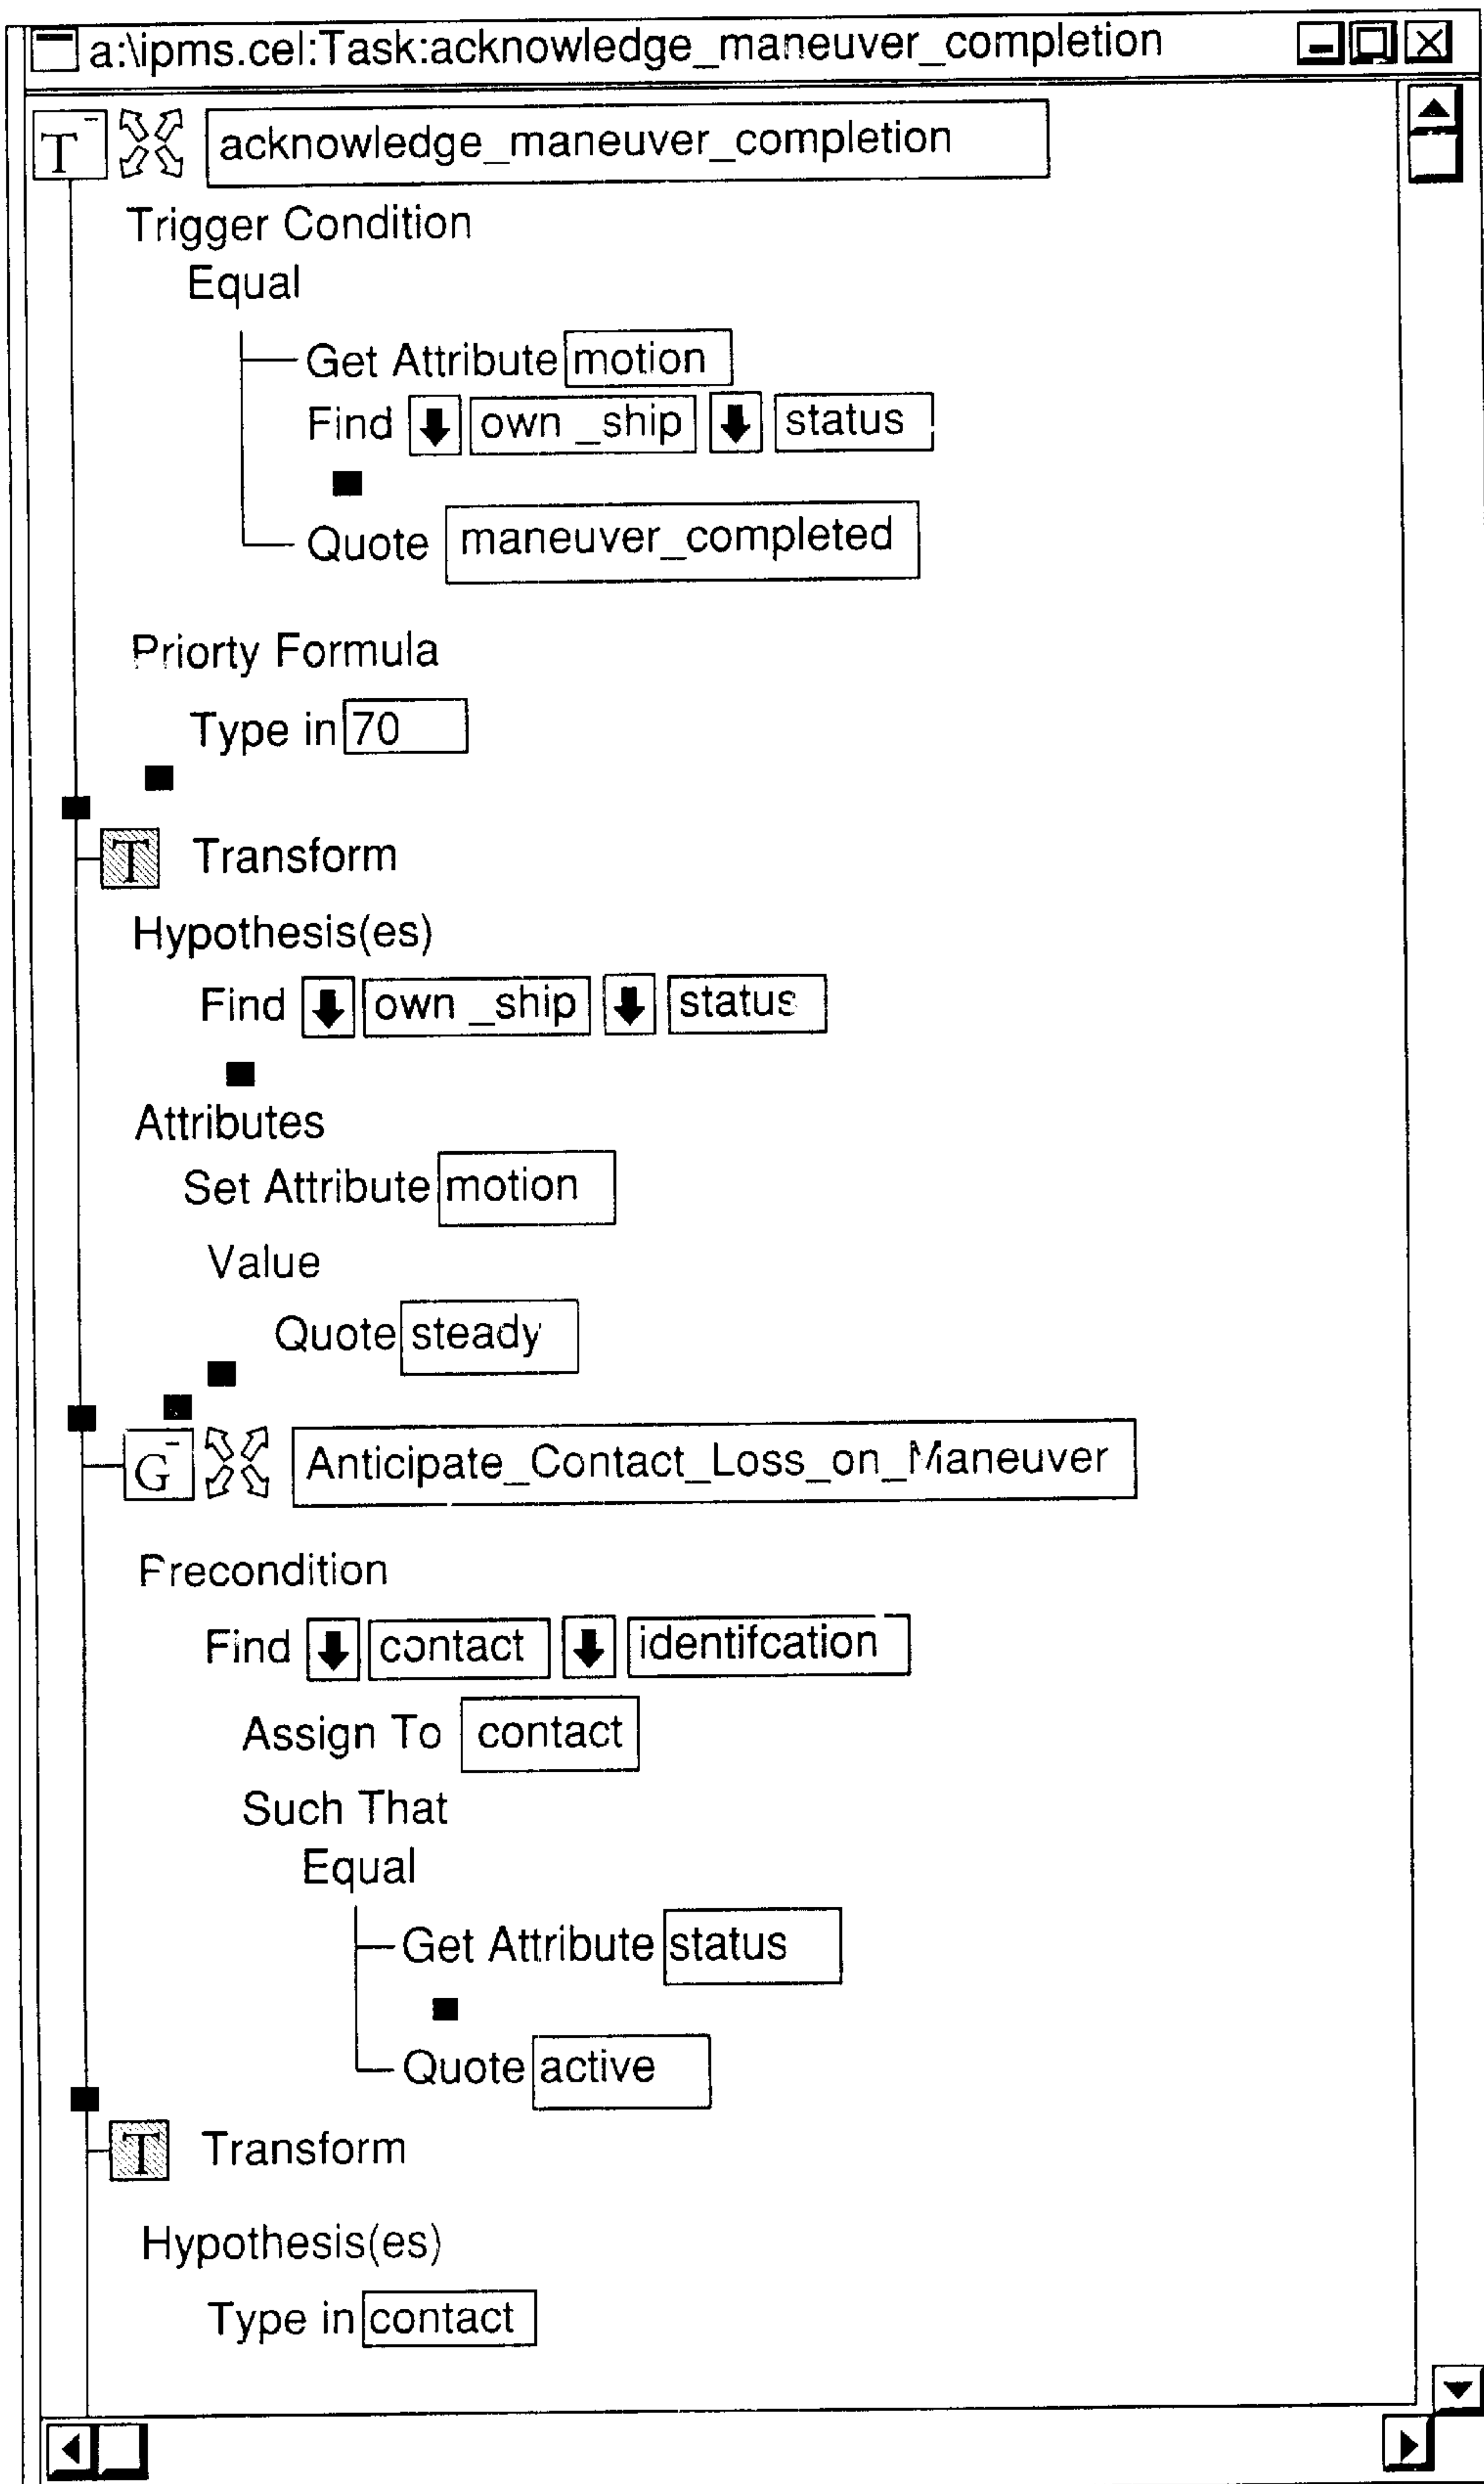 a:\ipms.cel:Task:acknowledge_maneuver_completion
T acknowledge_maneuver_completion
Trigger Condition
Equal
Get Attribute motion
Find own _ship status
Quote maneuver_completed
Priorty Formula
Type in 70
T Transform
Hypothesis(es)
Find own _ship status
Attributes
Set Attribute motion
Value
Quote steady
G Anticipate_Contact_Loss_on_Maneuver
Precondition
Find contact identifcation
Assign To contact
Such That
Equal
Get Attribute status
Quote active
T Transform
Hypothesis(es)
Type in contact